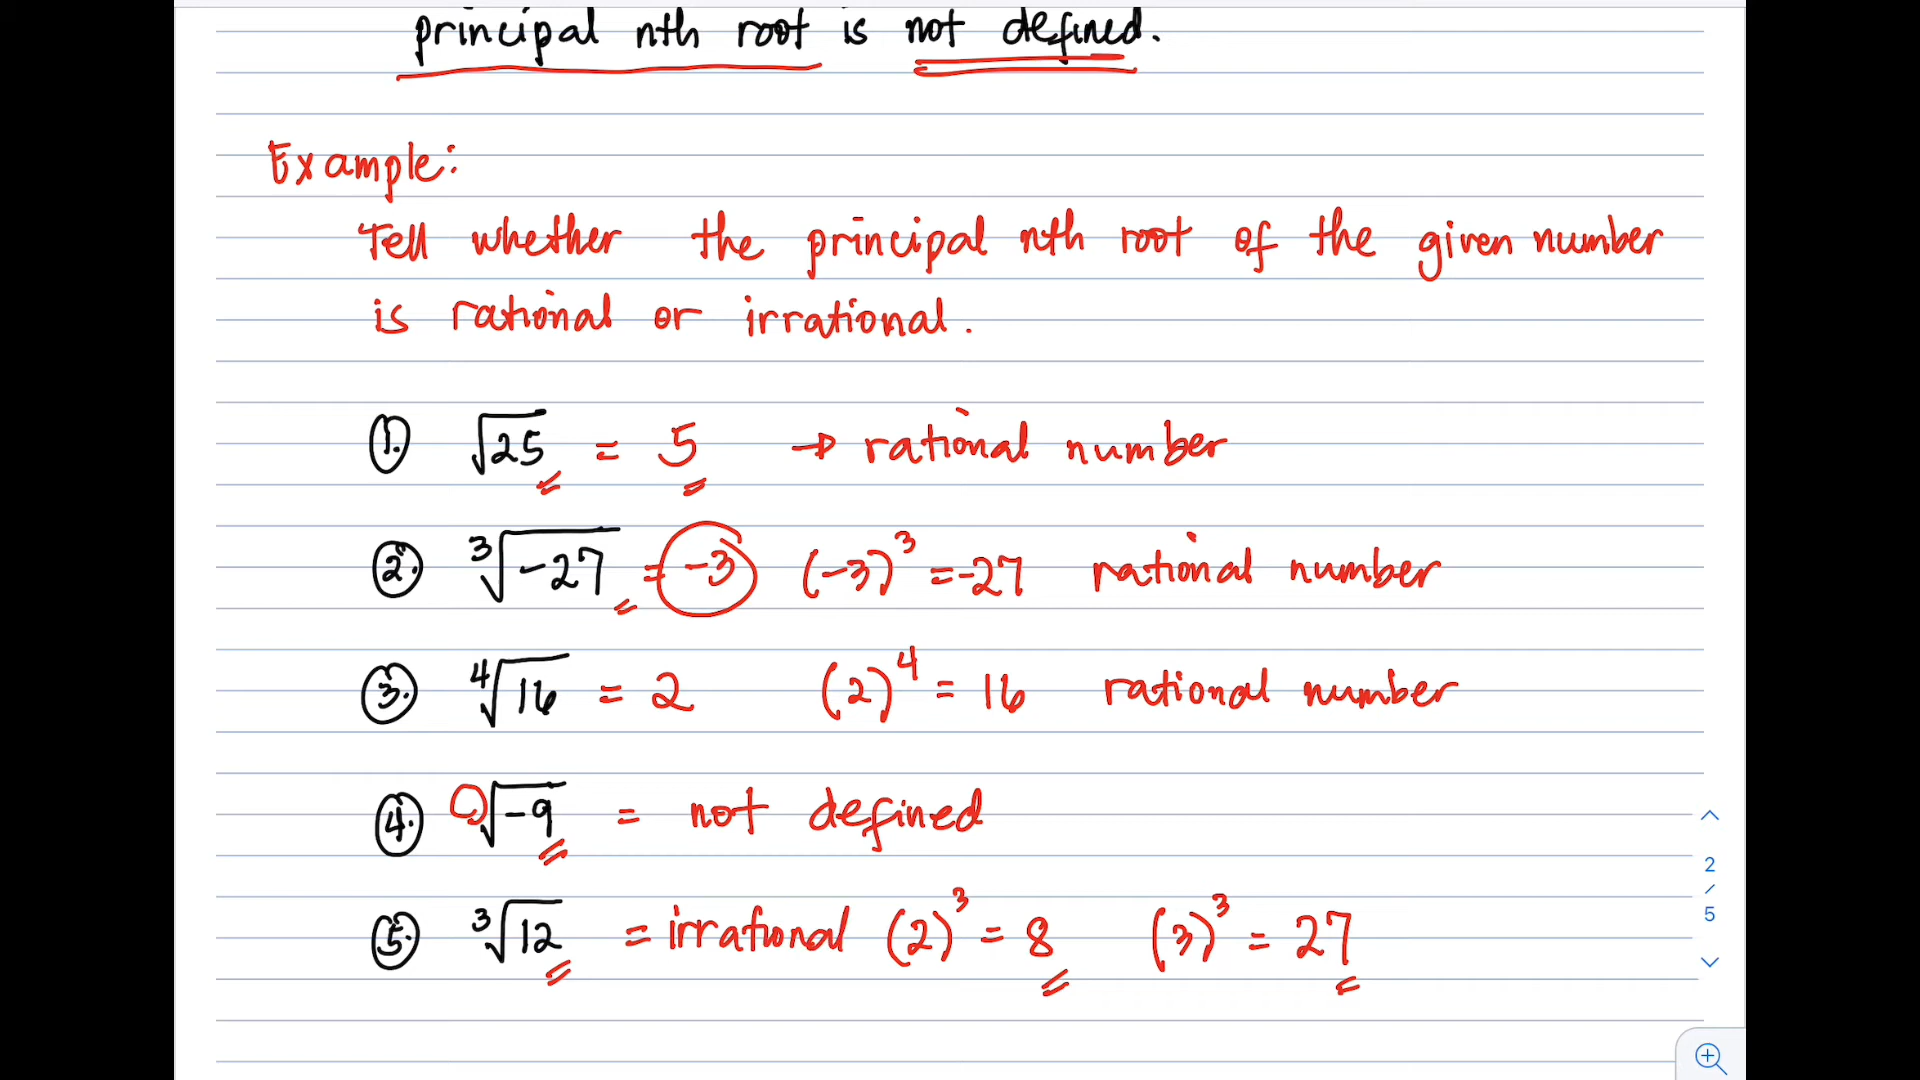 principal nth root is not defined.
Example:
Tell whether the principal nth root of the given number
is rational or irrational.
1. √25 = 5 → rational number
2. ³√-27 = -3 (-3)³ = -27 rational number
3. ⁴√16 = 2 (2)⁴ = 16 rational number
4. √-9 = not defined
5. ³√12 = irrational (2)³ = 8 (3)³ = 27
2
/
5